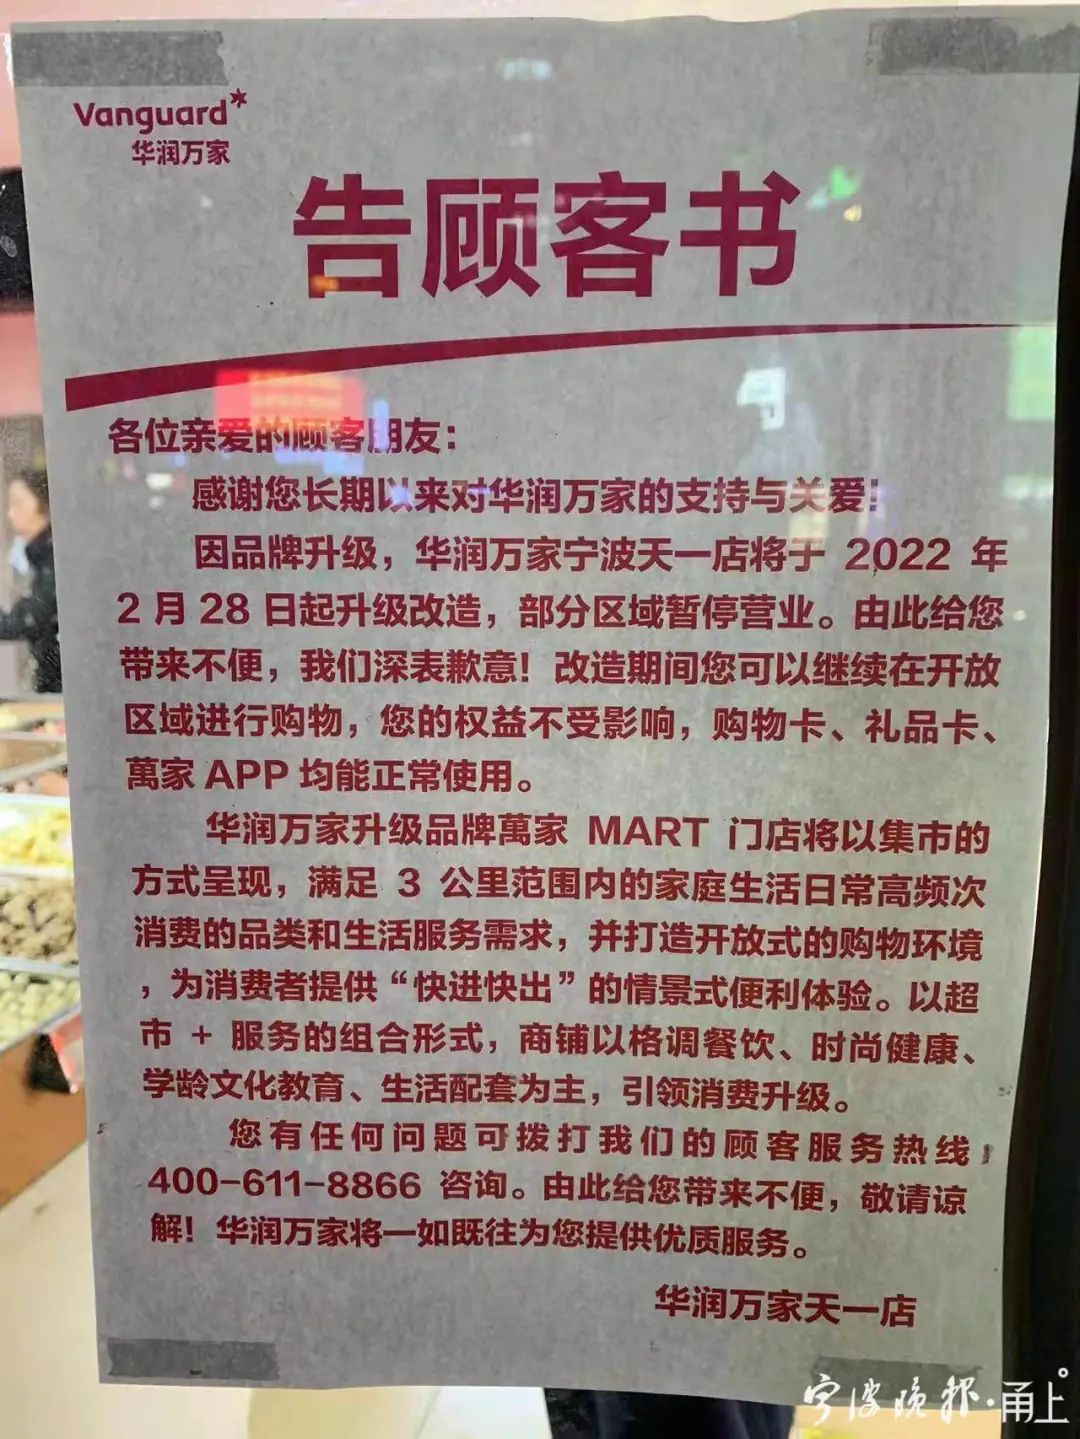 Vanguard
华润万家
告顾客书
各位亲爱的顾客朋友：
感谢您长期以来对华润万家的支持与关爱！
因品牌升级，华润万家宁波天一店将于 2022 年
2 月 28 日起升级改造，部分区域暂停营业。由此给您
带来不便，我们深表歉意！改造期间您可以继续在开放
区域进行购物，您的权益不受影响，购物卡、礼品卡、
萬家 APP 均能正常使用。
华润万家升级品牌萬家 MART 门店将以集市的
方式呈现，满足 3 公里范围内的家庭生活日常高频次
消费的品类和生活服务需求，并打造开放式的购物环境
，为消费者提供“快进快出”的情景式便利体验。以超
市 + 服务的组合形式，商铺以格调餐饮、时尚健康、
学龄文化教育、生活配套为主，引领消费升级。
您有任何问题可拨打我们的顾客服务热线，
400-611-8866 咨询。由此给您带来不便，敬请谅
解！华润万家将一如既往为您提供优质服务。
华润万家天一店
宁波晚报·甬上